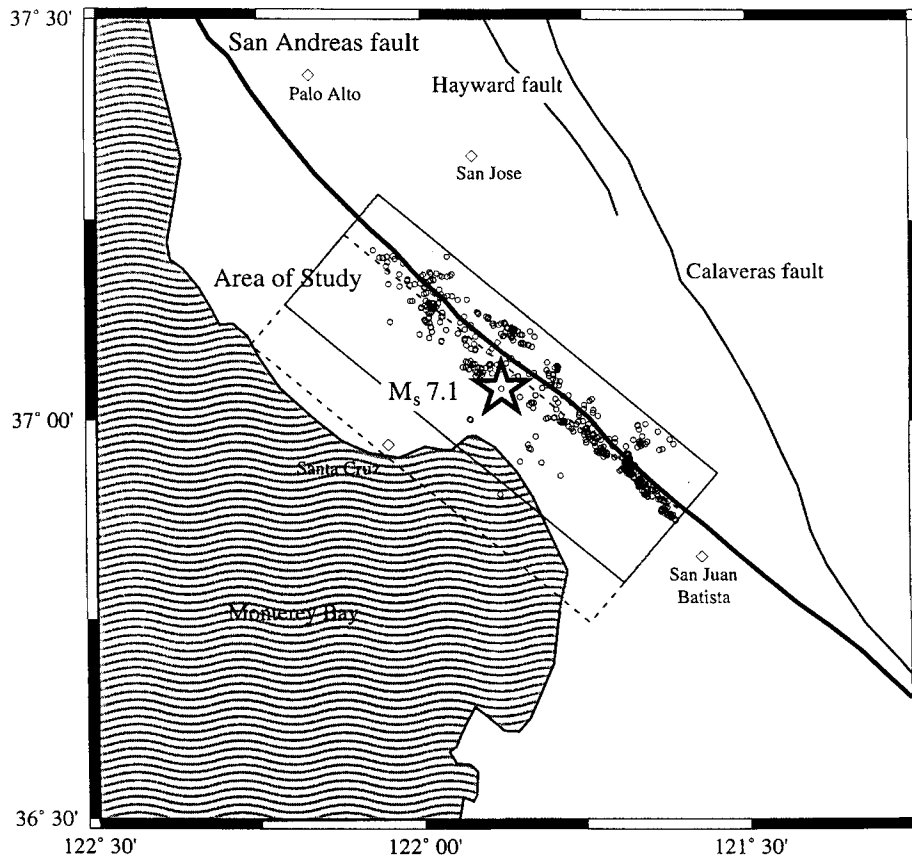 37° 30'
San Andreas fault
Palo Alto
Hayward fault
San Jose
Area of Study
Calaveras fault
Ms 7.1
37° 00'
Santa Cruz
San Juan
Batista
Monterey Bay
36° 30'
122° 30'
122° 00'
121° 30'